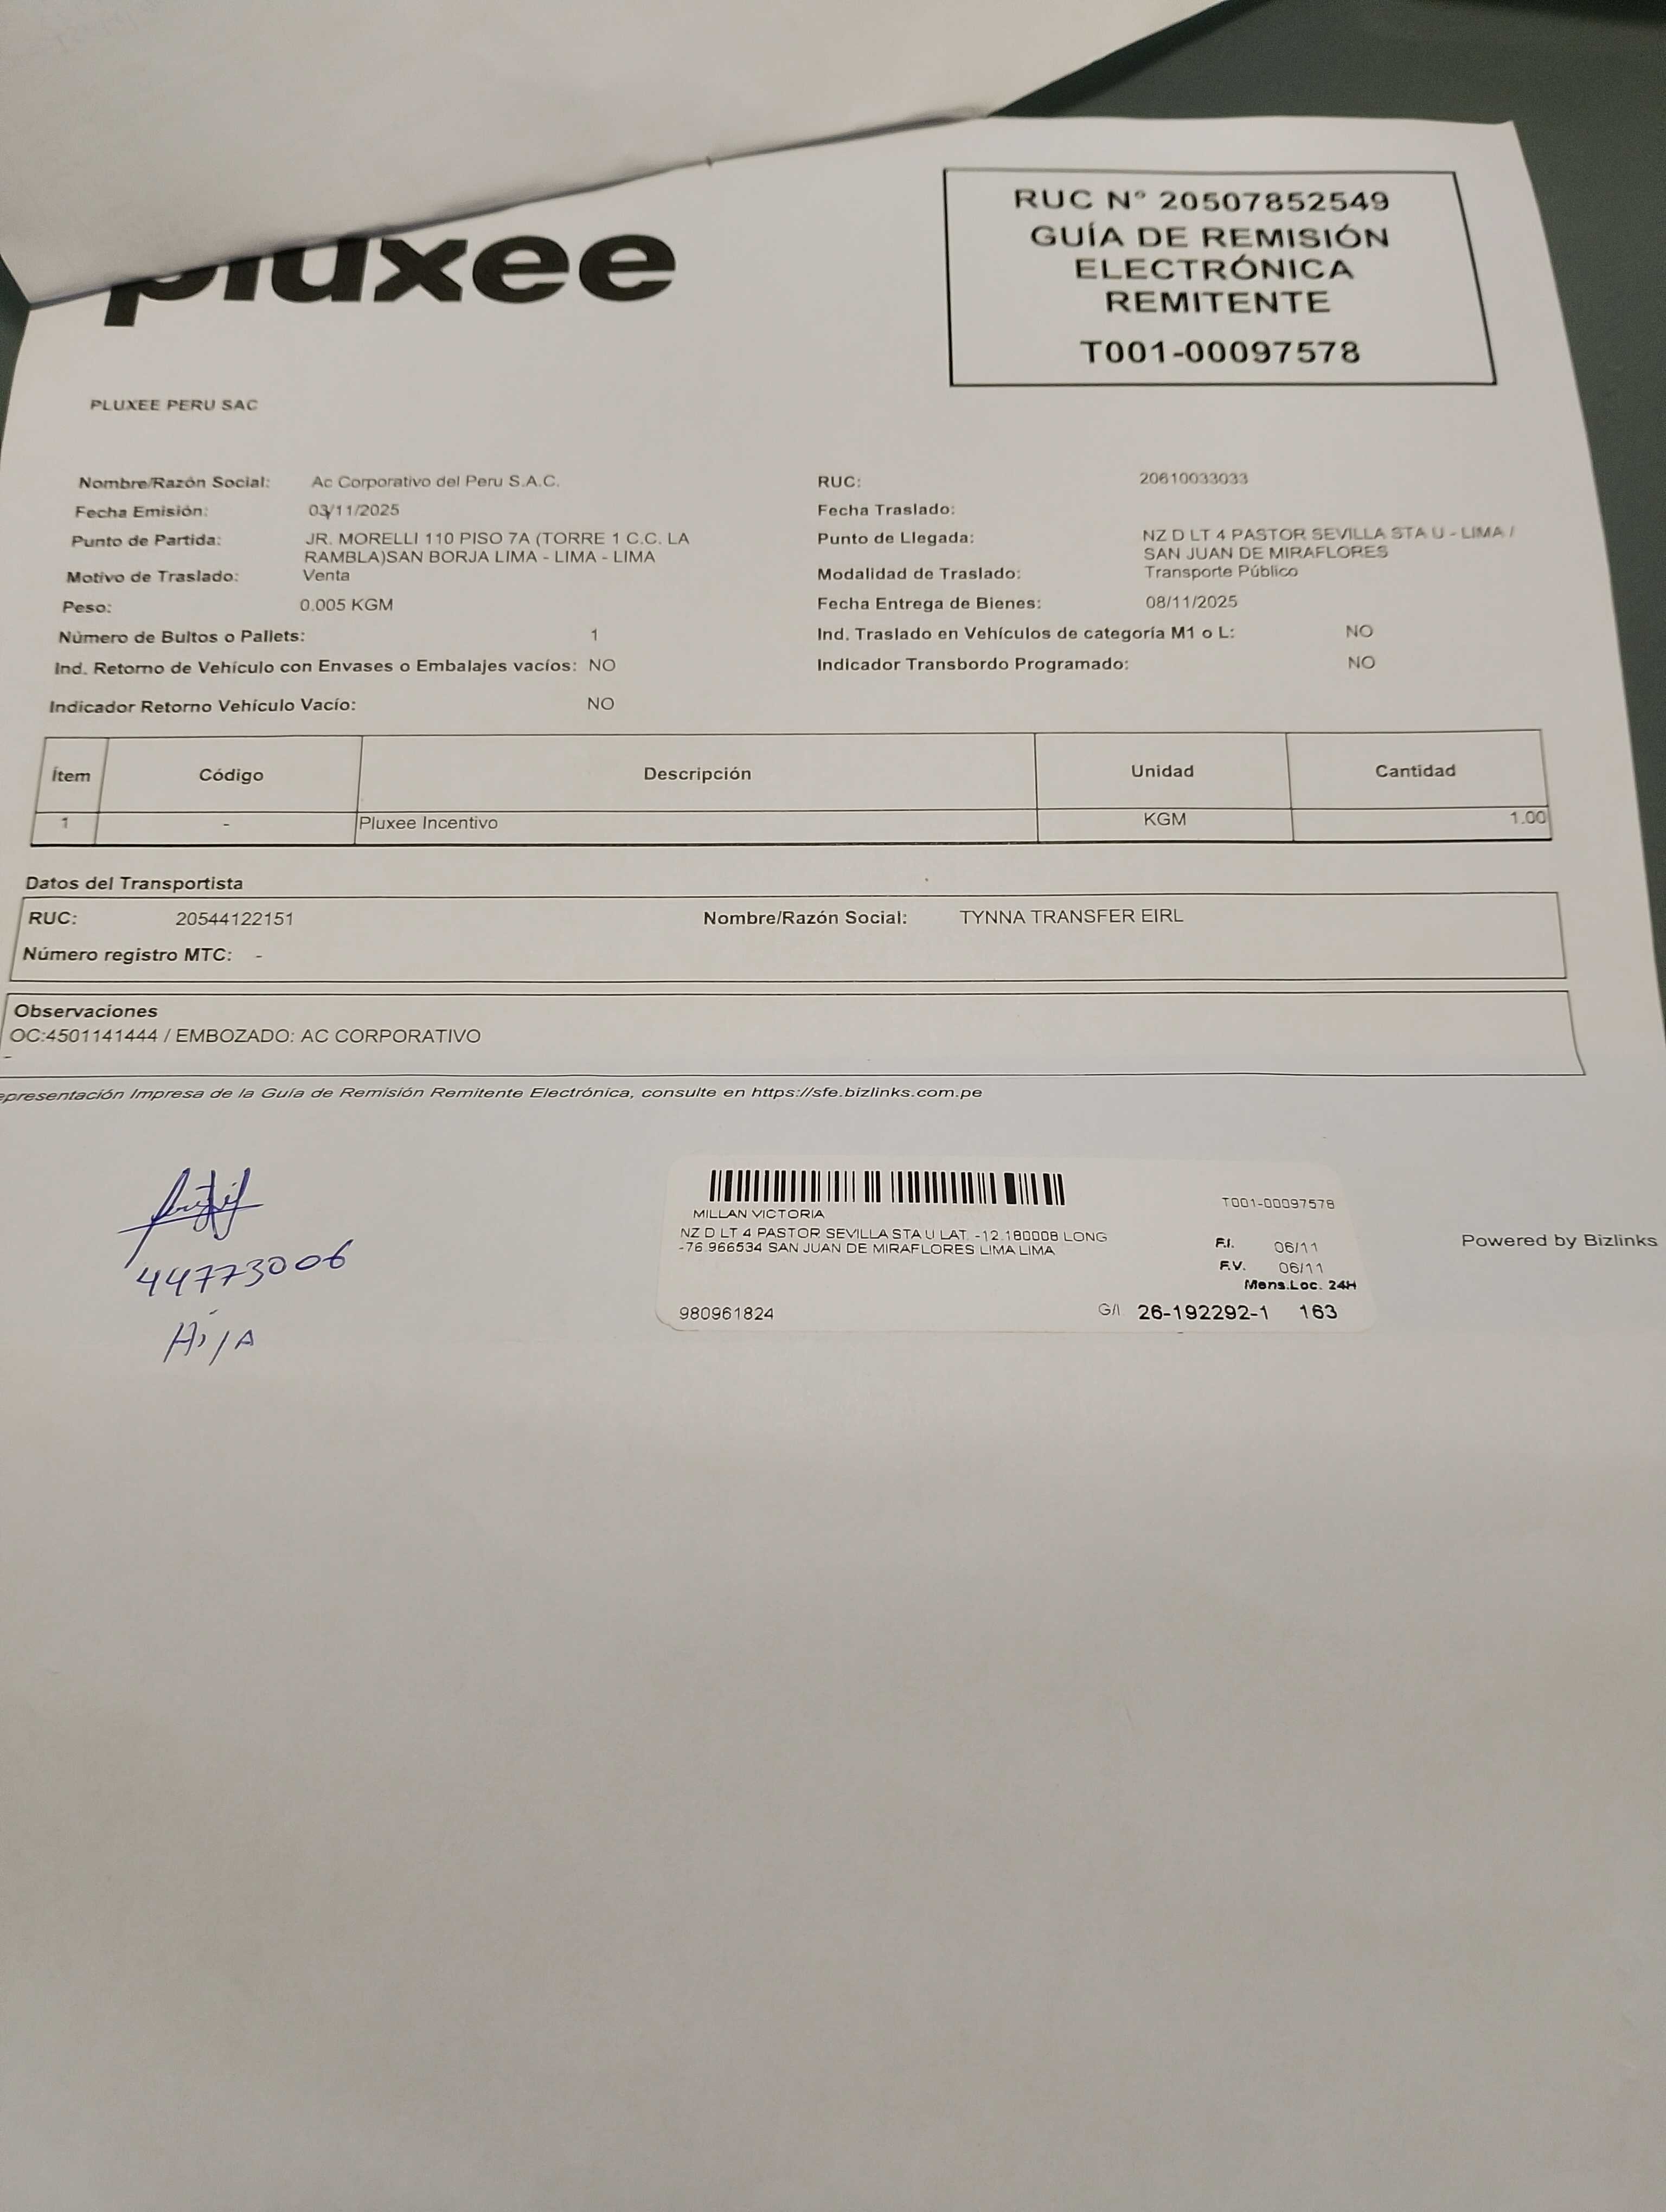 pluxee
RUC N° 20507852549
GUÍA DE REMISIÓN
ELECTRÓNICA
REMITENTE
T001-00097578
PLUXEE PERU SAC
Nombre/Razón Social: Ac Corporativo del Peru S.A.C. RUC: 20610033033
Fecha Emisión: 03/11/2025 Fecha Traslado:
Punto de Partida: JR. MORELLI 110 PISO 7A (TORRE 1 C.C. LA RAMBLA)SAN BORJA LIMA - LIMA - LIMA Punto de Llegada: NZ D LT 4 PASTOR SEVILLA STA U - LIMA / SAN JUAN DE MIRAFLORES
Motivo de Traslado: Venta Modalidad de Traslado: Transporte Público
Peso: 0.005 KGM Fecha Entrega de Bienes: 08/11/2025
Número de Bultos o Pallets: 1 Ind. Traslado en Vehículos de categoría M1 o L: NO
Ind. Retorno de Vehículo con Envases o Embalajes vacíos: NO Indicador Transbordo Programado: NO
Indicador Retorno Vehículo Vacío: NO
Ítem Código Descripción Unidad Cantidad
1 - Pluxee Incentivo KGM 1.00
Datos del Transportista
RUC: 20544122151 Nombre/Razón Social: TYNNA TRANSFER EIRL
Número registro MTC: -
Observaciones
OC:4501141444 / EMBOZADO: AC CORPORATIVO
-
epresentación Impresa de la Guía de Remisión Remitente Electrónica, consulte en https://sfe.bizlinks.com.pe
44773006
Hija
MILLAN VICTORIA T001-00097578
NZ D LT 4 PASTOR SEVILLA STA U LAT. -12.180008 LONG
-76.966534 SAN JUAN DE MIRAFLORES LIMA LIMA
F.I. 06/11
F.V. 06/11
Mens.Loc. 24H
980961824 G/I 26-192292-1 163
Powered by Bizlinks